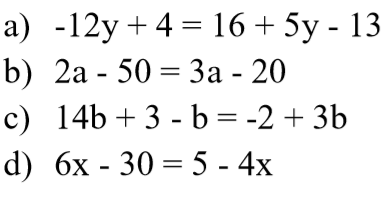 a) -12y + 4 = 16 + 5y - 13
b) 2a - 50 = 3a - 20
c) 14b + 3 - b = -2 + 3b
d) 6x - 30 = 5 - 4x